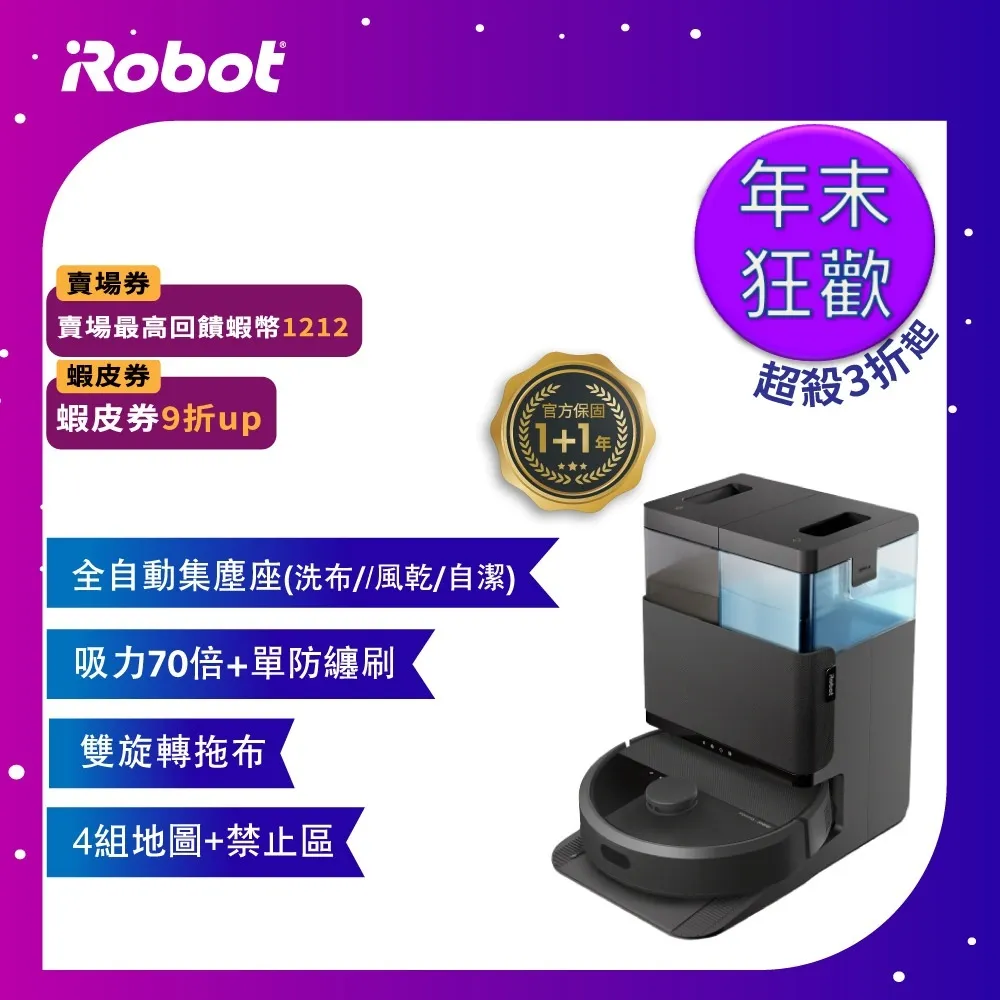 iRobot
年末
狂歡
超殺3折起
賣場券
賣場最高回饋蝦幣1212
蝦皮券
蝦皮券9折up
官方保固
1+1年
全自動集塵座(洗布//風乾/自潔)
吸力70倍+單防纏刷
雙旋轉拖布
4組地圖+禁止區
iRobot